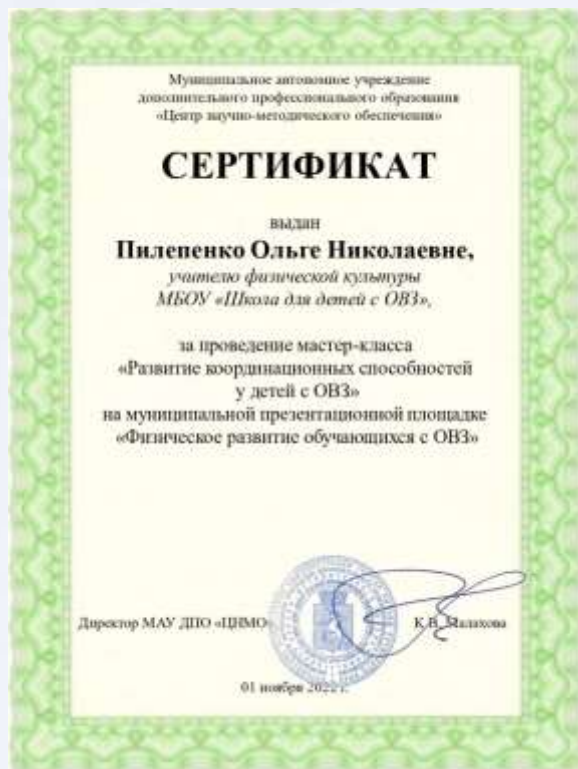 Муниципальное автономное учреждение
дополнительного профессионального образования
«Центр научно-методического обеспечения»
СЕРТИФИКАТ
выдан
Пилепенко Ольге Николаевне,
учителю физической культуры
МБОУ «Школа для детей с ОВЗ»,
за проведение мастер-класса
«Развитие координационных способностей
у детей с ОВЗ»
на муниципальной презентационной площадке
«Физическое развитие обучающихся с ОВЗ»
Директор МАУ ДПО «ЦНМО» К.В. Малахова
01 ноября